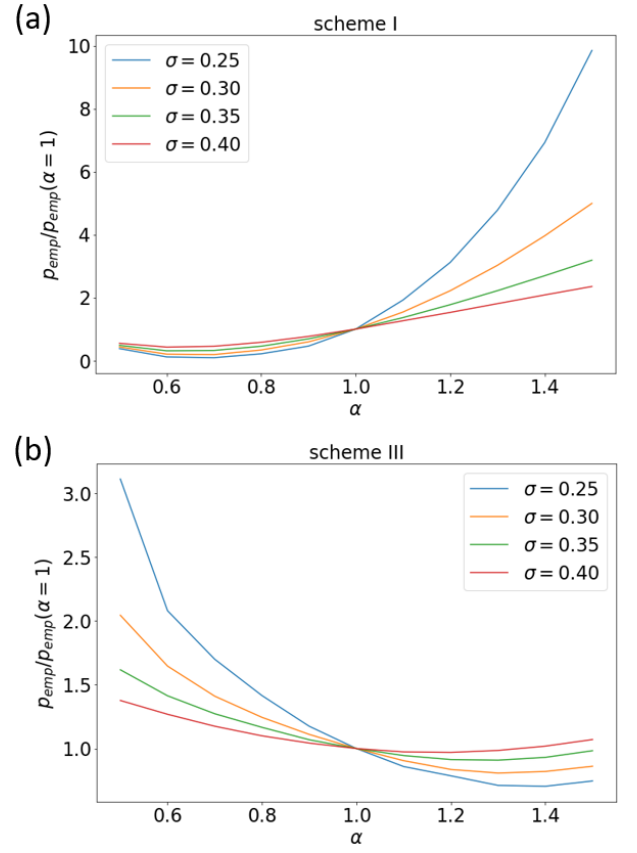 (a)
scheme I
σ = 0.25
σ = 0.30
σ = 0.35
σ = 0.40
10
8
6
4
2
0
p_emp/p_emp(α = 1)
0.6
0.8
1.0
1.2
1.4
α
(b)
scheme III
σ = 0.25
σ = 0.30
σ = 0.35
σ = 0.40
3.0
2.5
2.0
1.5
1.0
p_emp/p_emp(α = 1)
0.6
0.8
1.0
1.2
1.4
α